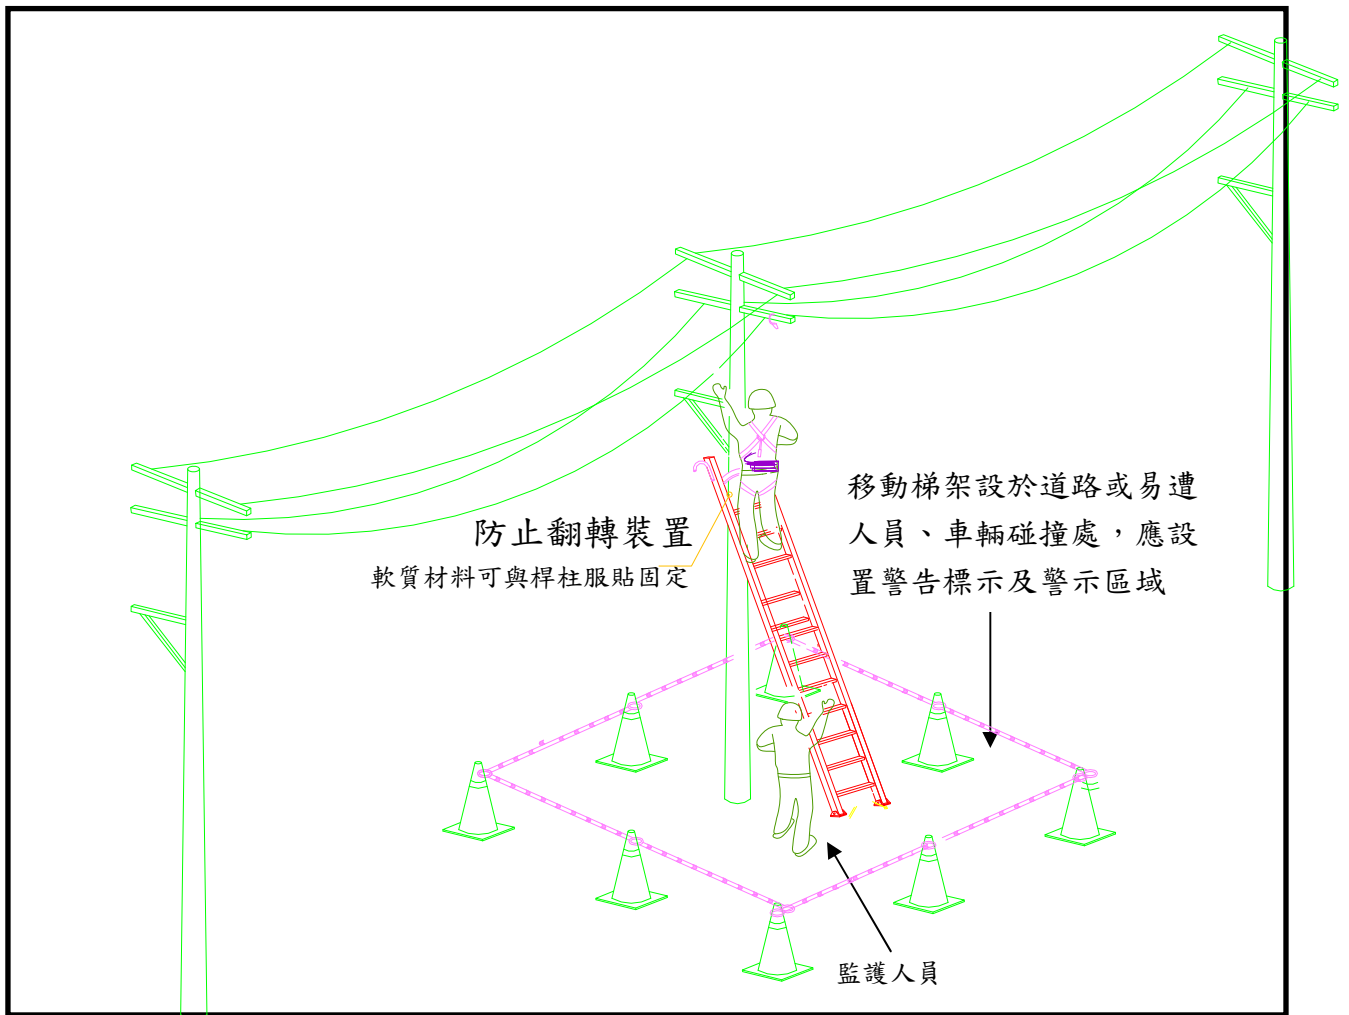 防止翻轉裝置
軟質材料可與桿柱服貼固定
移動梯架設於道路或易遭
人員、車輛碰撞處，應設
置警告標示及警示區域
監護人員